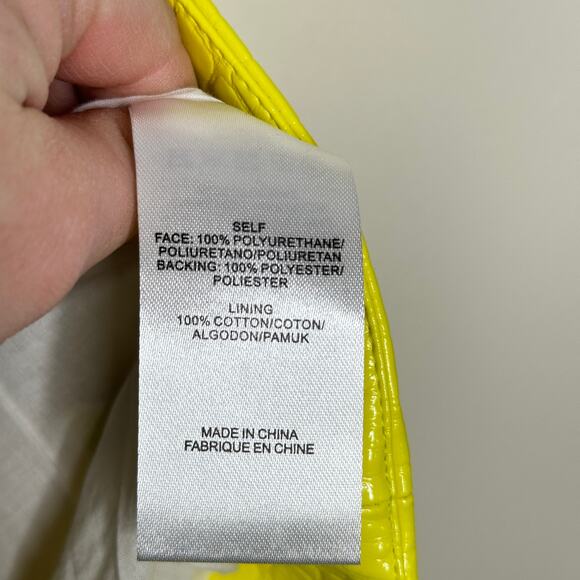 SELF
FACE: 100% POLYURETHANE/
POLIURETANO/POLIURETAN
BACKING: 100% POLYESTER/
POLIESTER
LINING
100% COTTON/COTON/
ALGODON/PAMUK
MADE IN CHINA
FABRIQUE EN CHINE